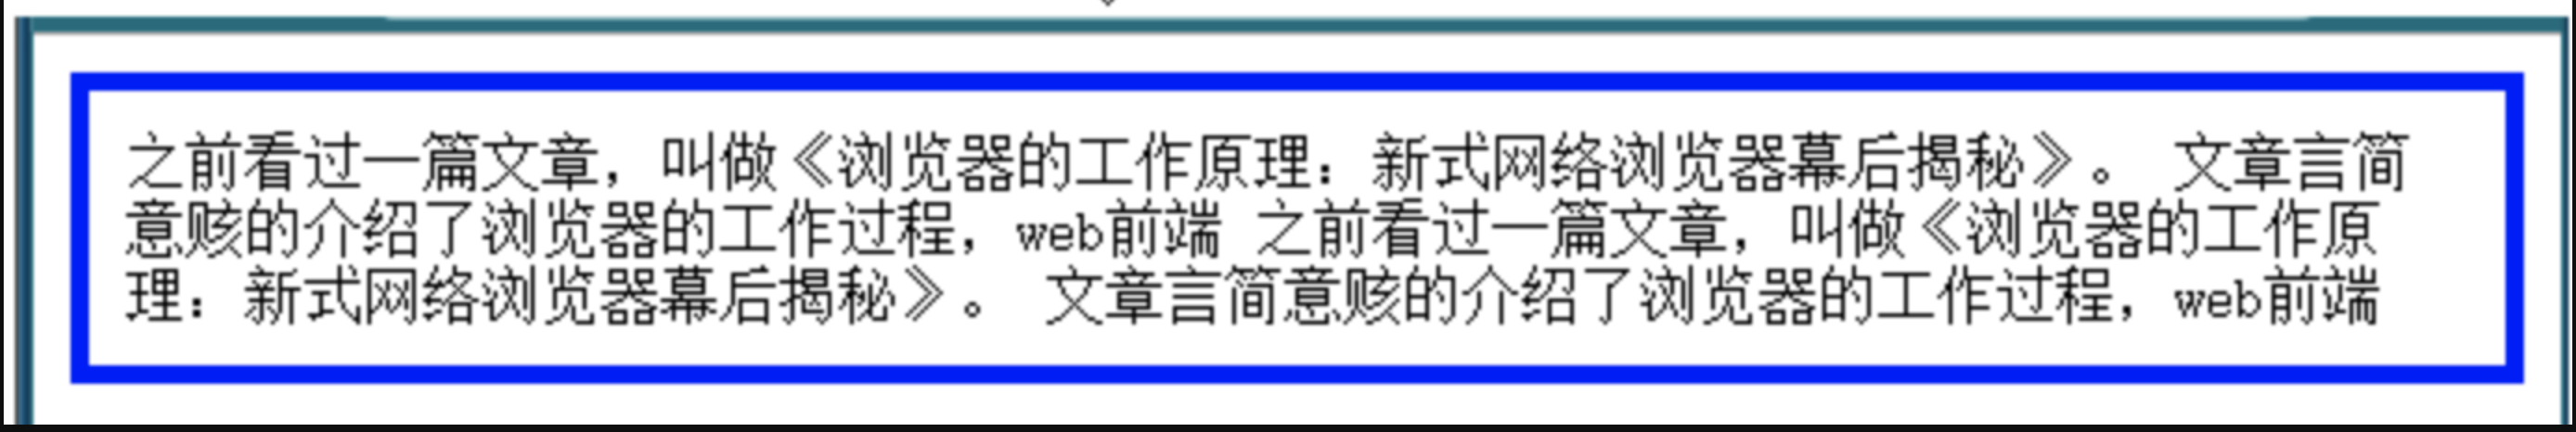 之前看过一篇文章，叫做《浏览器的工作原理：新式网络浏览器幕后揭秘》。 文章言简
意赅的介绍了浏览器的工作过程，web前端 之前看过一篇文章，叫做《浏览器的工作原
理：新式网络浏览器幕后揭秘》。 文章言简意赅的介绍了浏览器的工作过程，web前端